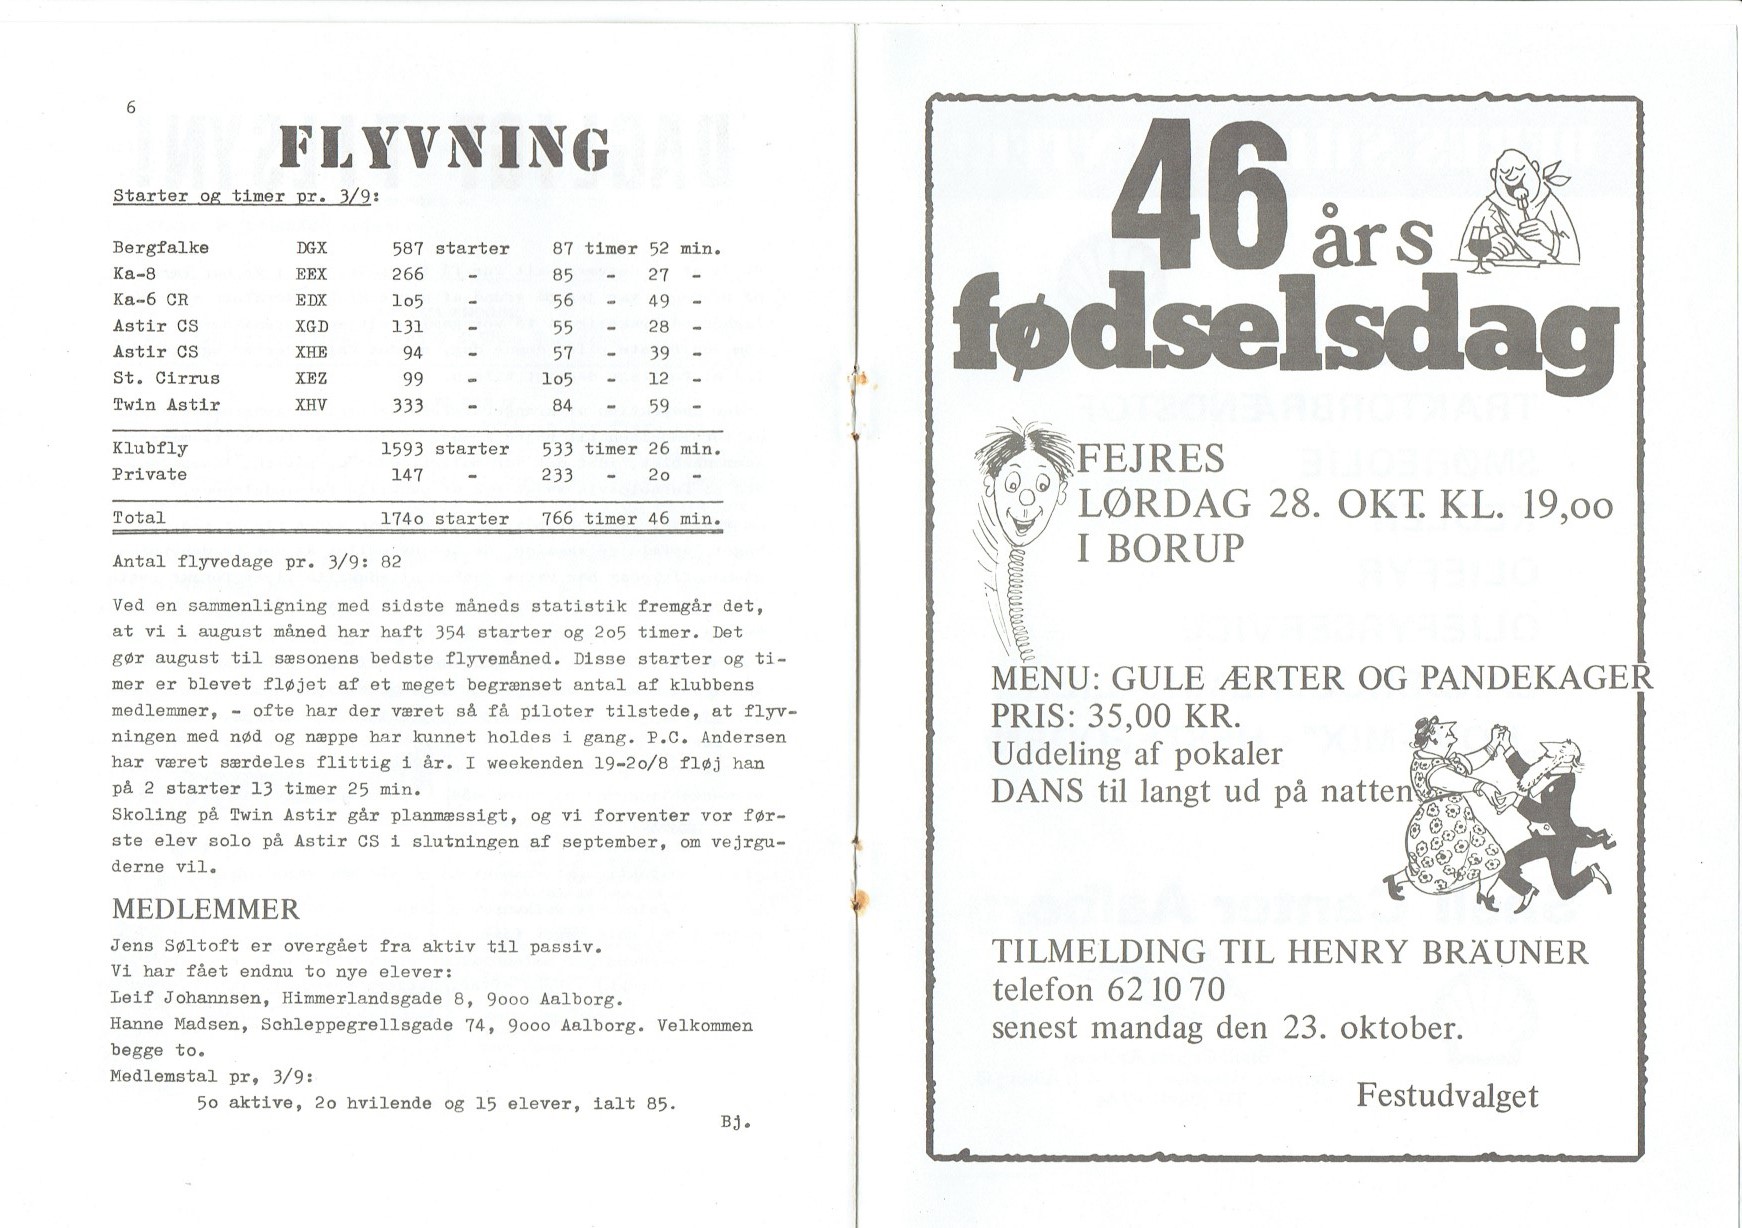 6
FLYVNING
Starter og timer pr. 3/9:
Bergfalke DGX 587 starter 87 timer 52 min.
Ka-8 EEX 266 - 85 - 27 -
Ka-6 CR EDX 1o5 - 56 - 49 -
Astir CS XGD 131 - 55 - 28 -
Astir CS XHE 94 - 57 - 39 -
St. Cirrus XEZ 99 - 1o5 - 12 -
Twin Astir XHV 333 - 84 - 59 -
Klubfly 1593 starter 533 timer 26 min.
Private 147 - 233 - 2o -
Total 174o starter 766 timer 46 min.
Antal flyvedage pr. 3/9: 82
Ved en sammenligning med sidste måneds statistik fremgår det,
at vi i august måned har haft 354 starter og 2o5 timer. Det
gør august til sæsonens bedste flyvemåned. Disse starter og ti-
mer er blevet fløjet af et meget begrænset antal af klubbens
medlemmer, - ofte har der været så få piloter tilstede, at flyv-
ningen med nød og næppe har kunnet holdes i gang. P.C. Andersen
har været særdeles flittig i år. I weekenden 19-2o/8 fløj han
på 2 starter 13 timer 25 min.
Skoling på Twin Astir går planmæssigt, og vi forventer vor før-
ste elev solo på Astir CS i slutningen af september, om vejrgu-
derne vil.
MEDLEMMER
Jens Søltoft er overgået fra aktiv til passiv.
Vi har fået endnu to nye elever:
Leif Johannsen, Himmerlandsgade 8, 9ooo Aalborg.
Hanne Madsen, Schleppegrellsgade 74, 9ooo Aalborg. Velkommen
begge to.
Medlemstal pr, 3/9:
5o aktive, 2o hvilende og 15 elever, ialt 85.
Bj.
46 års
fødselsdag
FEJRES
LØRDAG 28. OKT. KL. 19,oo
I BORUP
MENU: GULE ÆRTER OG PANDEKAGER
PRIS: 35,00 KR.
Uddeling af pokaler
DANS til langt ud på natten
TILMELDING TIL HENRY BRÄUNER
telefon 62 10 70
senest mandag den 23. oktober.
Festudvalget